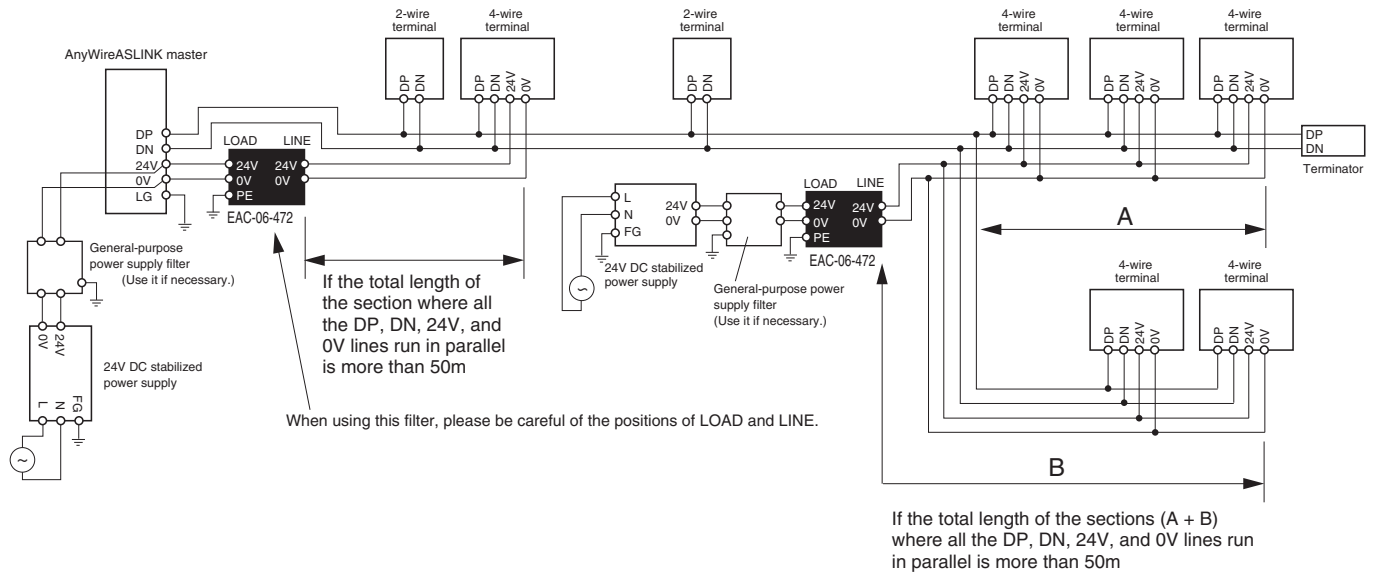 2-wire
terminal
4-wire
terminal
2-wire
terminal
4-wire
terminal
4-wire
terminal
4-wire
terminal
AnyWireASLINK master
DP
DN
DP
DN
24V
0V
DP
DN
DP
DN
24V
0V
DP
DN
24V
0V
DP
DN
24V
0V
DP
DN
24V
0V
LG
LOAD
LINE
24V
0V
PE
24V
0V
EAC-06-472
DP
DN
Terminator
L
N
FG
24V
0V
LOAD
LINE
24V
0V
PE
24V
0V
EAC-06-472
A
General-purpose
power supply filter
(Use it if necessary.)
If the total length of
the section where all
the DP, DN, 24V, and
0V lines run in parallel
is more than 50m
24V DC stabilized
power supply
~
General-purpose power
supply filter
(Use it if necessary.)
4-wire
terminal
4-wire
terminal
DP
DN
24V
0V
DP
DN
24V
0V
0V
24V
24V DC stabilized
power supply
L
N
FG
~
When using this filter, please be careful of the positions of LOAD and LINE.
B
If the total length of the sections (A + B)
where all the DP, DN, 24V, and 0V lines run
in parallel is more than 50m